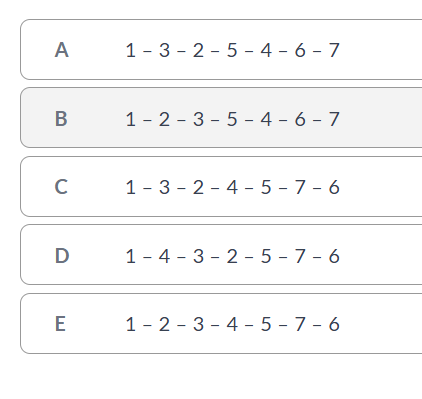 A 1 – 3 – 2 – 5 – 4 – 6 – 7
B 1 – 2 – 3 – 5 – 4 – 6 – 7
C 1 – 3 – 2 – 4 – 5 – 7 – 6
D 1 – 4 – 3 – 2 – 5 – 7 – 6
E 1 – 2 – 3 – 4 – 5 – 7 – 6